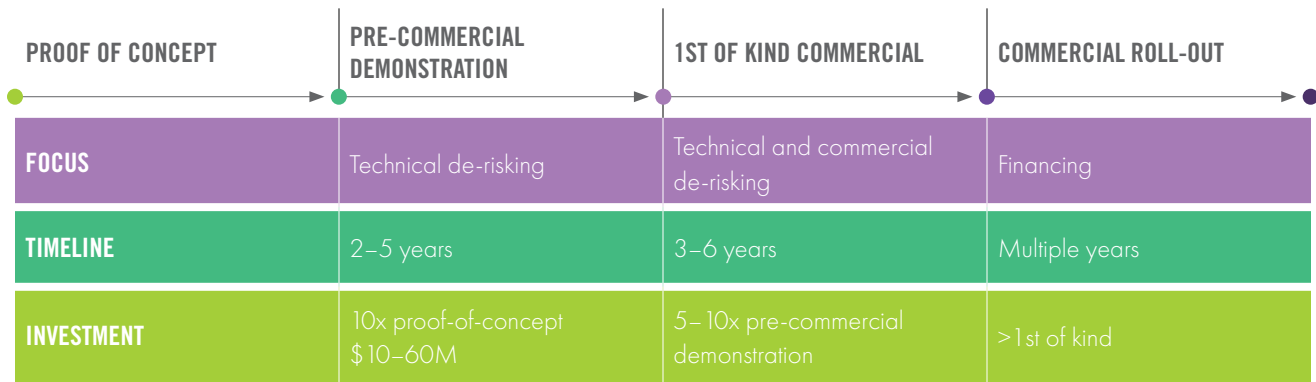 PROOF OF CONCEPT
PRE-COMMERCIAL
DEMONSTRATION
1ST OF KIND COMMERCIAL
COMMERCIAL ROLL-OUT
FOCUS
Technical de-risking
Technical and commercial
de-risking
Financing
TIMELINE
2–5 years
3–6 years
Multiple years
INVESTMENT
10x proof-of-concept
$10–60M
5–10x pre-commercial
demonstration
>1st of kind